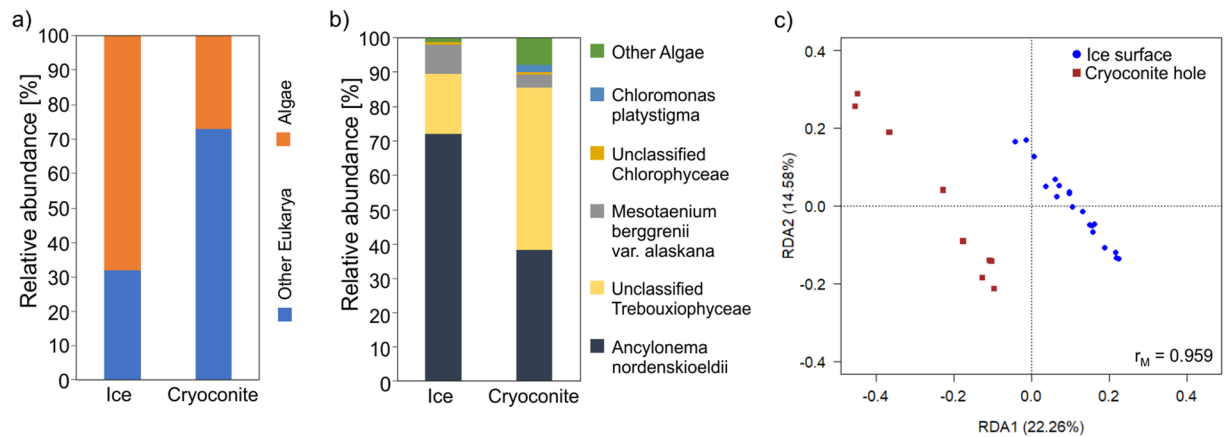 a)
Relative abundance [%]
100
90
80
70
60
50
40
30
20
10
0
Ice
Cryoconite
Algae
Other Eukarya
b)
Relative abundance [%]
100
90
80
70
60
50
40
30
20
10
0
Ice
Cryoconite
Other Algae
Chloromonas
platystigma
Unclassified
Chlorophyceae
Mesotaenium
berggrenii
var. alaskana
Unclassified
Trebouxiophyceae
Ancylonema
nordenskioeldii
c)
Ice surface
Cryoconite hole
RDA2 (14.58%)
0.4
0.2
0.0
-0.2
-0.4
rM = 0.959
-0.4
-0.2
0.0
0.2
0.4
RDA1 (22.26%)